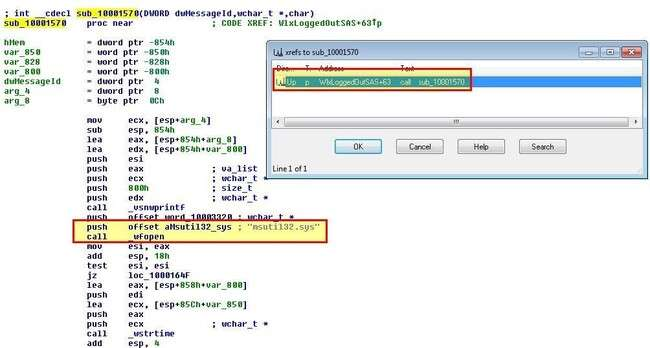 ; int __cdecl sub_10001570(DWORD dwMessageId,wchar_t *,char)
sub_10001570 proc near ; CODE XREF: WlxLoggedOutSAS+63↑p
hMem = dword ptr -854h
var_850 = word ptr -850h
var_828 = word ptr -828h
var_800 = word ptr -800h
dwMessageId = dword ptr 4
arg_4 = dword ptr 8
arg_8 = byte ptr 0Ch
mov ecx, [esp+arg_4]
sub esp, 854h
lea eax, [esp+854h+arg_8]
lea edx, [esp+854h+var_800]
push esi
push eax ; va_list
push ecx ; wchar_t *
push 800h ; size_t
push edx ; wchar_t *
call _vsnwprintf
push offset word_10003320 ; wchar_t *
push offset aMsutil32_sys ; "msutil32.sys"
call _wfopen
mov esi, eax
add esp, 18h
test esi, esi
jz loc_1000164F
lea eax, [esp+858h+var_800]
push edi
lea ecx, [esp+85Ch+var_850]
push eax
push ecx ; wchar_t *
call _wstrtime
add esp, 4
xrefs to sub_10001570
Dire... T. Address Text
Up p WlxLoggedOutSAS+63 call sub_10001570
OK Cancel Help Search
Line 1 of 1